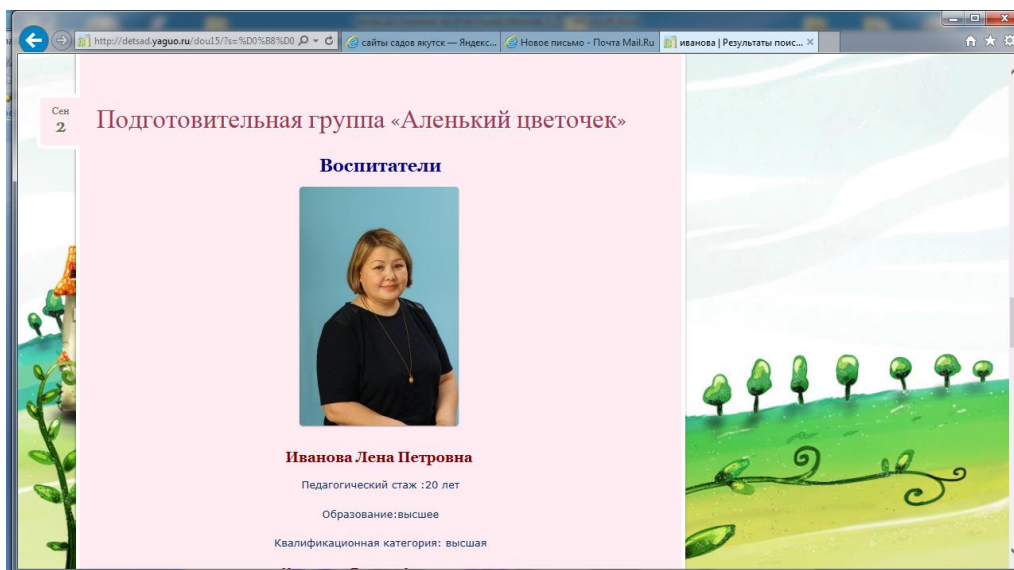 http://detsad.yaguo.ru/dou15/?s=%D0%B8%D0
сайты садов якутск — Яндекс...
Новое письмо - Почта Mail.Ru
иванова | Результаты поис...
Сен
2
Подготовительная группа «Аленький цветочек»
Воспитатели
Иванова Лена Петровна
Педагогический стаж :20 лет
Образование:высшее
Квалификационная категория: высшая